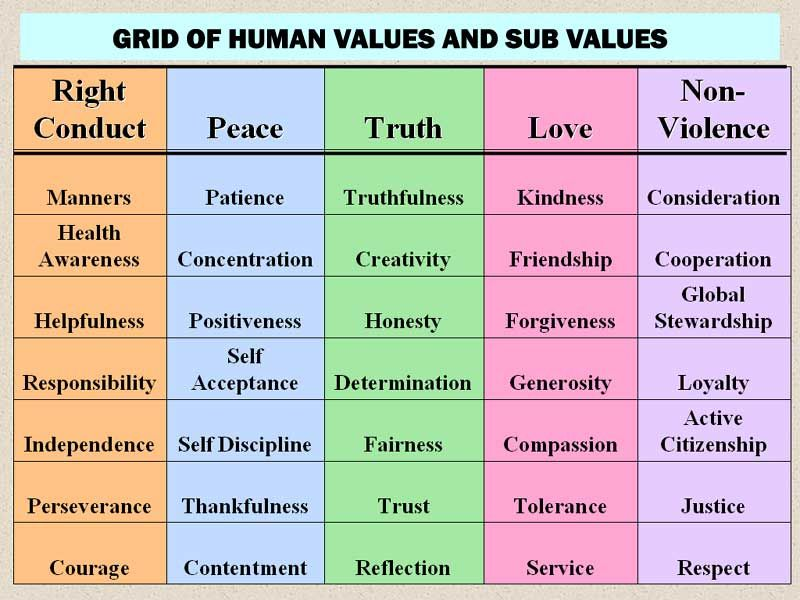 GRID OF HUMAN VALUES AND SUB VALUES
Right Conduct Peace Truth Love Non-Violence
Manners Patience Truthfulness Kindness Consideration
Health Awareness Concentration Creativity Friendship Cooperation
Helpfulness Positiveness Honesty Forgiveness Global Stewardship
Responsibility Self Acceptance Determination Generosity Loyalty
Independence Self Discipline Fairness Compassion Active Citizenship
Perseverance Thankfulness Trust Tolerance Justice
Courage Contentment Reflection Service Respect